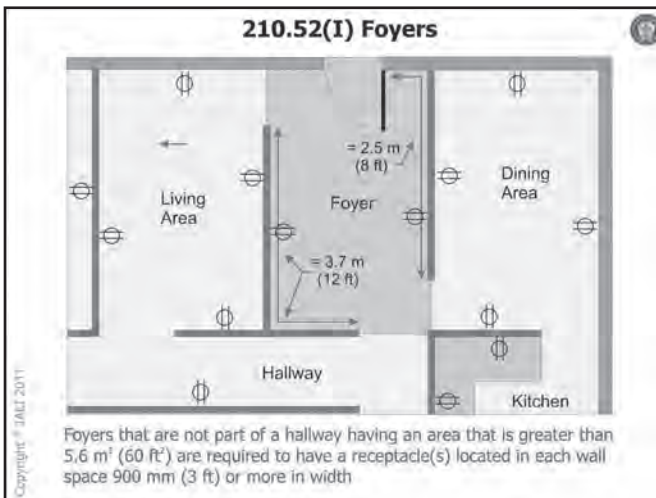 210.52(I) Foyers
= 2.5 m
(8 ft)
Living
Area
Foyer
Dining
Area
= 3.7 m
(12 ft)
Hallway
Kitchen
Foyers that are not part of a hallway having an area that is greater than
5.6 m² (60 ft²) are required to have a receptacle(s) located in each wall
space 900 mm (3 ft) or more in width
Copyright © IAEI 2011